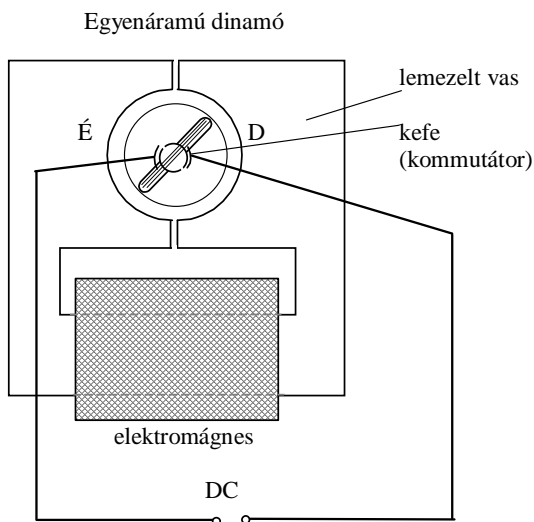 Egyenáramú dinamó
lemezelt vas
É
D
kefe
(kommutátor)
elektromágnes
DC